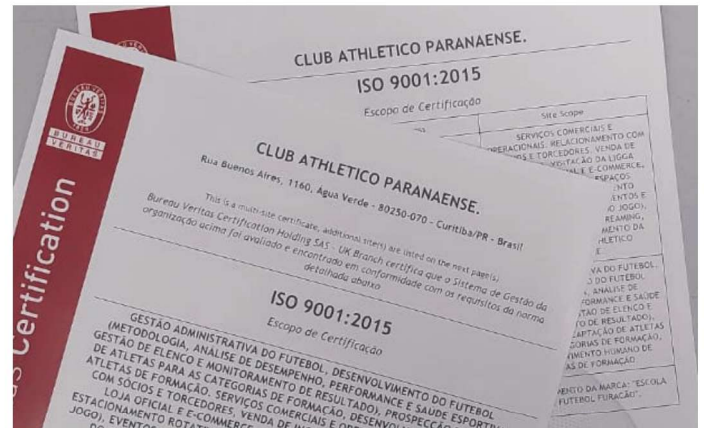 CLUB ATHLETICO PARANAENSE.
ISO 9001:2015
Escopo de Certificação
Site Scope
SERVIÇOS COMERCIAIS E
OPERACIONAIS, RELACIONAMENTO COM
E TORCEDORES, VENDA DE
DA LIGGA
E E-COMMERCE,
ESPAÇOS
JOGO),
DO FUTEBOL,
DO FUTEBOL
ANÁLISE DE
E SAÚDE
DE ELENCO E
DE RESULTADO),
CAPTAÇÃO DE ATLETAS
DE FORMAÇÃO,
HUMANO DE
DE FORMAÇÃO
DA MARCA: "ESCOLA
FUTEBOL FURACÃO".
BUREAU
VERITAS
Certification
CLUB ATHLETICO PARANAENSE.
Rua Buenos Aires, 1160, Água Verde - 80250-070 - Curitiba/PR - Brasil
This is a multi-site certificate, additional site(s) are listed on the next page(s)
Bureau Veritas Certification Holding SAS - UK Branch certifica que o Sistema de Gestão da
organização acima foi avaliado e encontrado em conformidade com os requisitos da norma
detalhada abaixo
ISO 9001:2015
Escopo de Certificação
GESTÃO ADMINISTRATIVA DO FUTEBOL, DESENVOLVIMENTO DO FUTEBOL
(METODOLOGIA, ANÁLISE DE DESEMPENHO, PERFORMANCE E SAÚDE
GESTÃO DE ELENCO E MONITORAMENTO DE RESULTADO), PROSPECÇÃO
DE ATLETAS PARA AS CATEGORIAS DE FORMAÇÃO,
ATLETAS DE FORMAÇÃO, SERVIÇOS COMERCIAIS E
COM SÓCIOS E TORCEDORES, VENDA DE
LOJA OFICIAL E E-COMMERCE
ESTACIONAMENTO
JOGO), EVENTOS